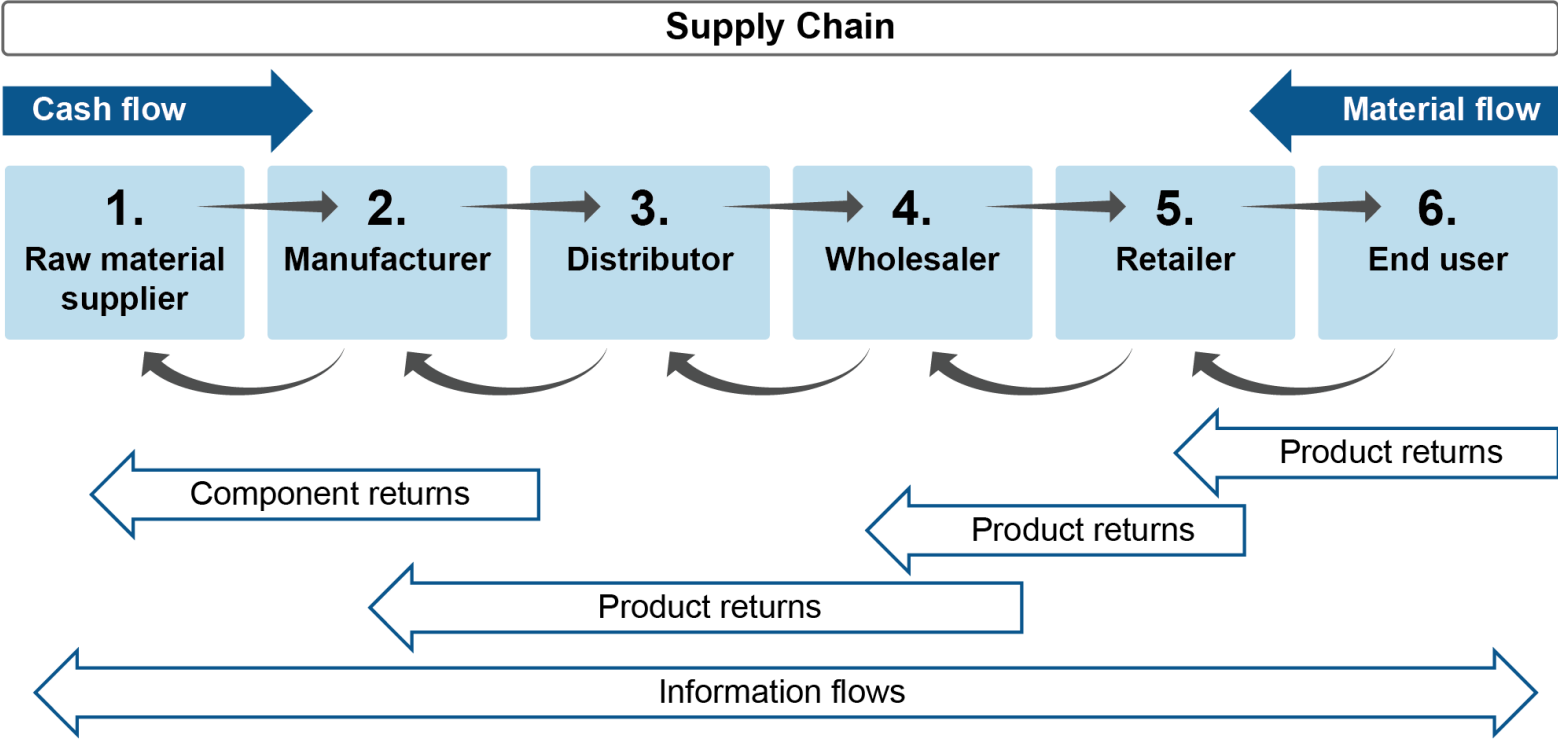 Supply Chain
Cash flow
Material flow
1.
Raw material
supplier
2.
Manufacturer
3.
Distributor
4.
Wholesaler
5.
Retailer
6.
End user
Product returns
Component returns
Product returns
Product returns
Information flows